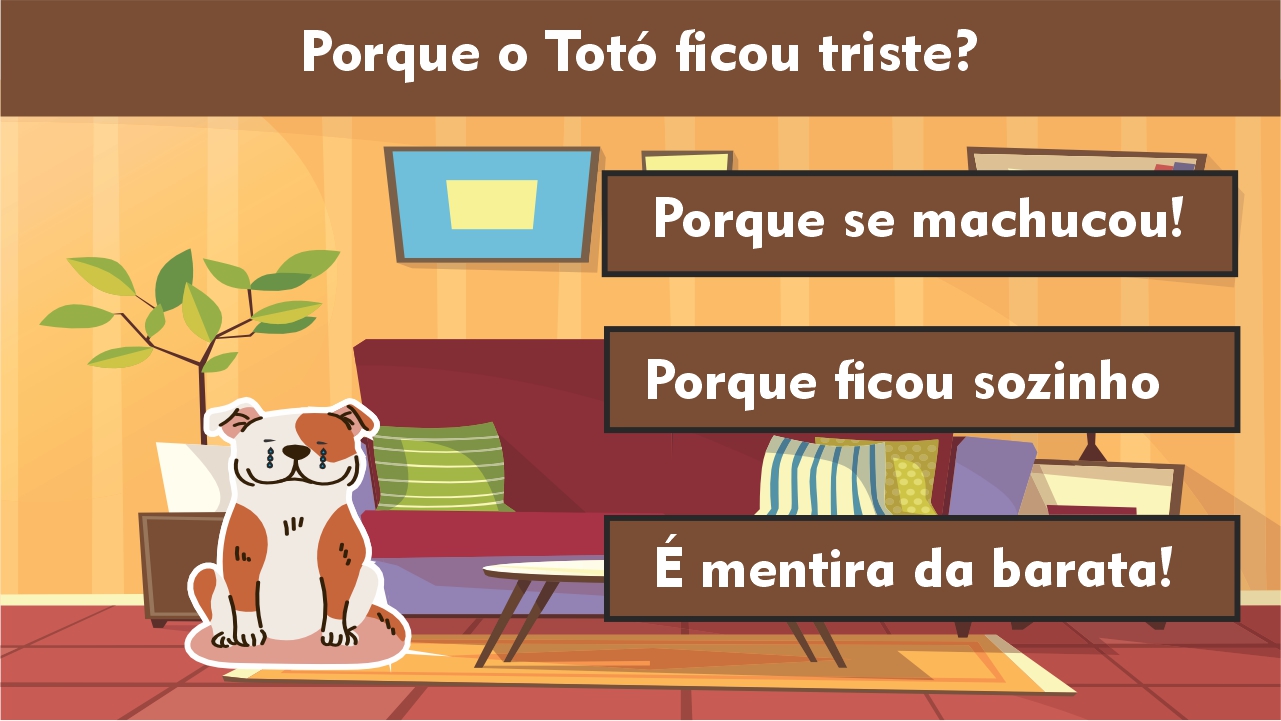 Porque o Totó ficou triste?
Porque se machucou!
Porque ficou sozinho
É mentira da barata!